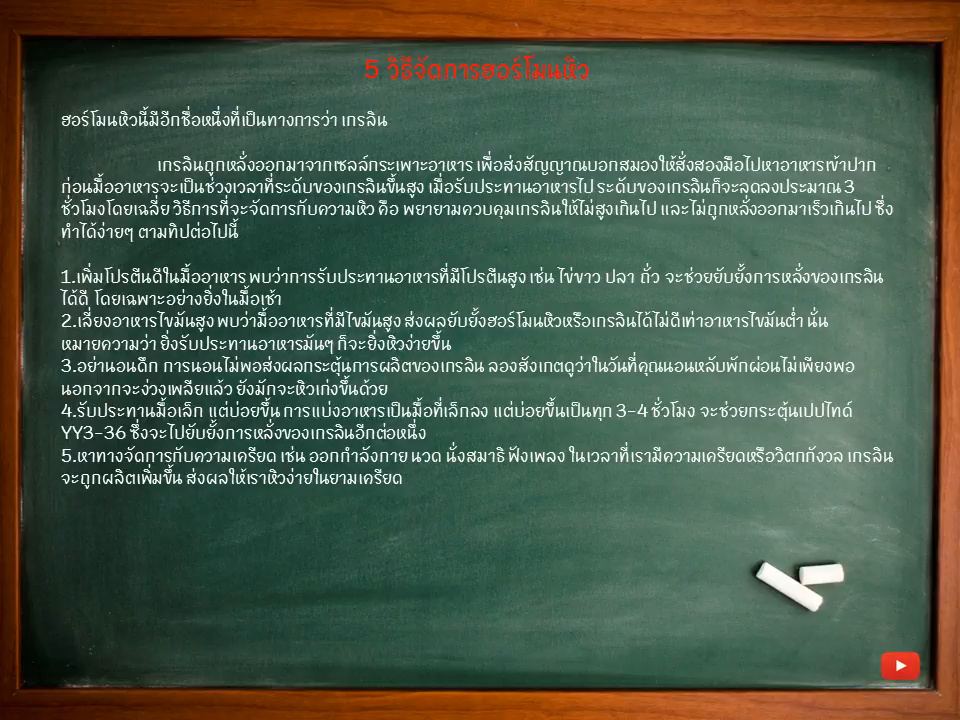 5 วิธีจัดการฮอร์โมนหิว
ฮอร์โมนหิวนี้มีอีกชื่อหนึ่งที่เป็นทางการว่า เกรลิน
เกรลินถูกหลั่งออกมาจากเซลล์กระเพาะอาหาร เพื่อส่งสัญญาณบอกสมองให้สั่งสองมือไปหาอาหารเข้าปาก
ก่อนมื้ออาหารจะเป็นช่วงเวลาที่ระดับของเกรลินขึ้นสูง เมื่อรับประทานอาหารไป ระดับของเกรลินก็จะลดลงประมาณ 3
ชั่วโมงโดยเฉลี่ย วิธีการที่จะจัดการกับความหิว คือ พยายามควบคุมเกรลินให้ไม่สูงเกินไป และไม่ถูกหลั่งออกมาเร็วเกินไป ซึ่ง
ทำได้ง่ายๆ ตามทิปต่อไปนี้
1.เพิ่มโปรตีนดีในมื้ออาหาร พบว่าการรับประทานอาหารที่มีโปรตีนสูง เช่น ไข่ขาว ปลา ถั่ว จะช่วยยับยั้งการหลั่งของเกรลิน
ได้ดี โดยเฉพาะอย่างยิ่งในมื้อเช้า
2.เลี่ยงอาหารไขมันสูง พบว่ามื้ออาหารที่มีไขมันสูง ส่งผลยับยั้งฮอร์โมนหิวหรือเกรลินได้ไม่ดีเท่าอาหารไขมันต่ำ นั่น
หมายความว่า ยิ่งรับประทานอาหารมันๆ ก็จะยิ่งหิวง่ายขึ้น
3.อย่านอนดึก การนอนไม่พอส่งผลกระตุ้นการผลิตของเกรลิน ลองสังเกตดูว่าในวันที่คุณนอนหลับพักผ่อนไม่เพียงพอ
นอกจากจะง่วงเพลียแล้ว ยังมักจะหิวเก่งขึ้นด้วย
4.รับประทานมื้อเล็ก แต่บ่อยขึ้น การแบ่งอาหารเป็นมื้อที่เล็กลง แต่บ่อยขึ้นเป็นทุก 3-4 ชั่วโมง จะช่วยกระตุ้นเปปไทด์
YY3-36 ซึ่งจะไปยับยั้งการหลั่งของเกรลินอีกต่อหนึ่ง
5.หาทางจัดการกับความเครียด เช่น ออกกำลังกาย นวด นั่งสมาธิ ฟังเพลง ในเวลาที่เรามีความเครียดหรือวิตกกังวล เกรลิน
จะถูกผลิตเพิ่มขึ้น ส่งผลให้เราหิวง่ายในยามเครียด